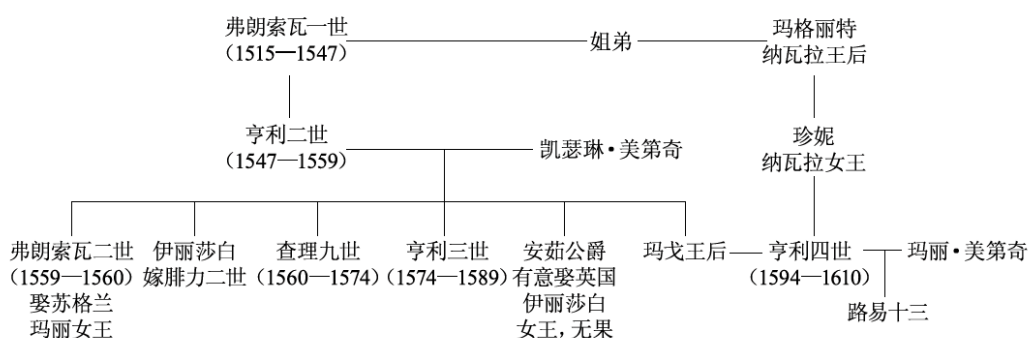 弗朗索瓦一世
(1515—1547)
姐弟
玛格丽特
纳瓦拉王后
亨利二世
(1547—1559)
凯瑟琳·美第奇
珍妮
纳瓦拉女王
弗朗索瓦二世
(1559—1560)
娶苏格兰
玛丽女王
伊丽莎白
嫁腓力二世
查理九世
(1560—1574)
亨利三世
(1574—1589)
安茹公爵
有意娶英国
伊丽莎白
女王，无果
玛戈王后
亨利四世
(1594—1610)
玛丽·美第奇
路易十三